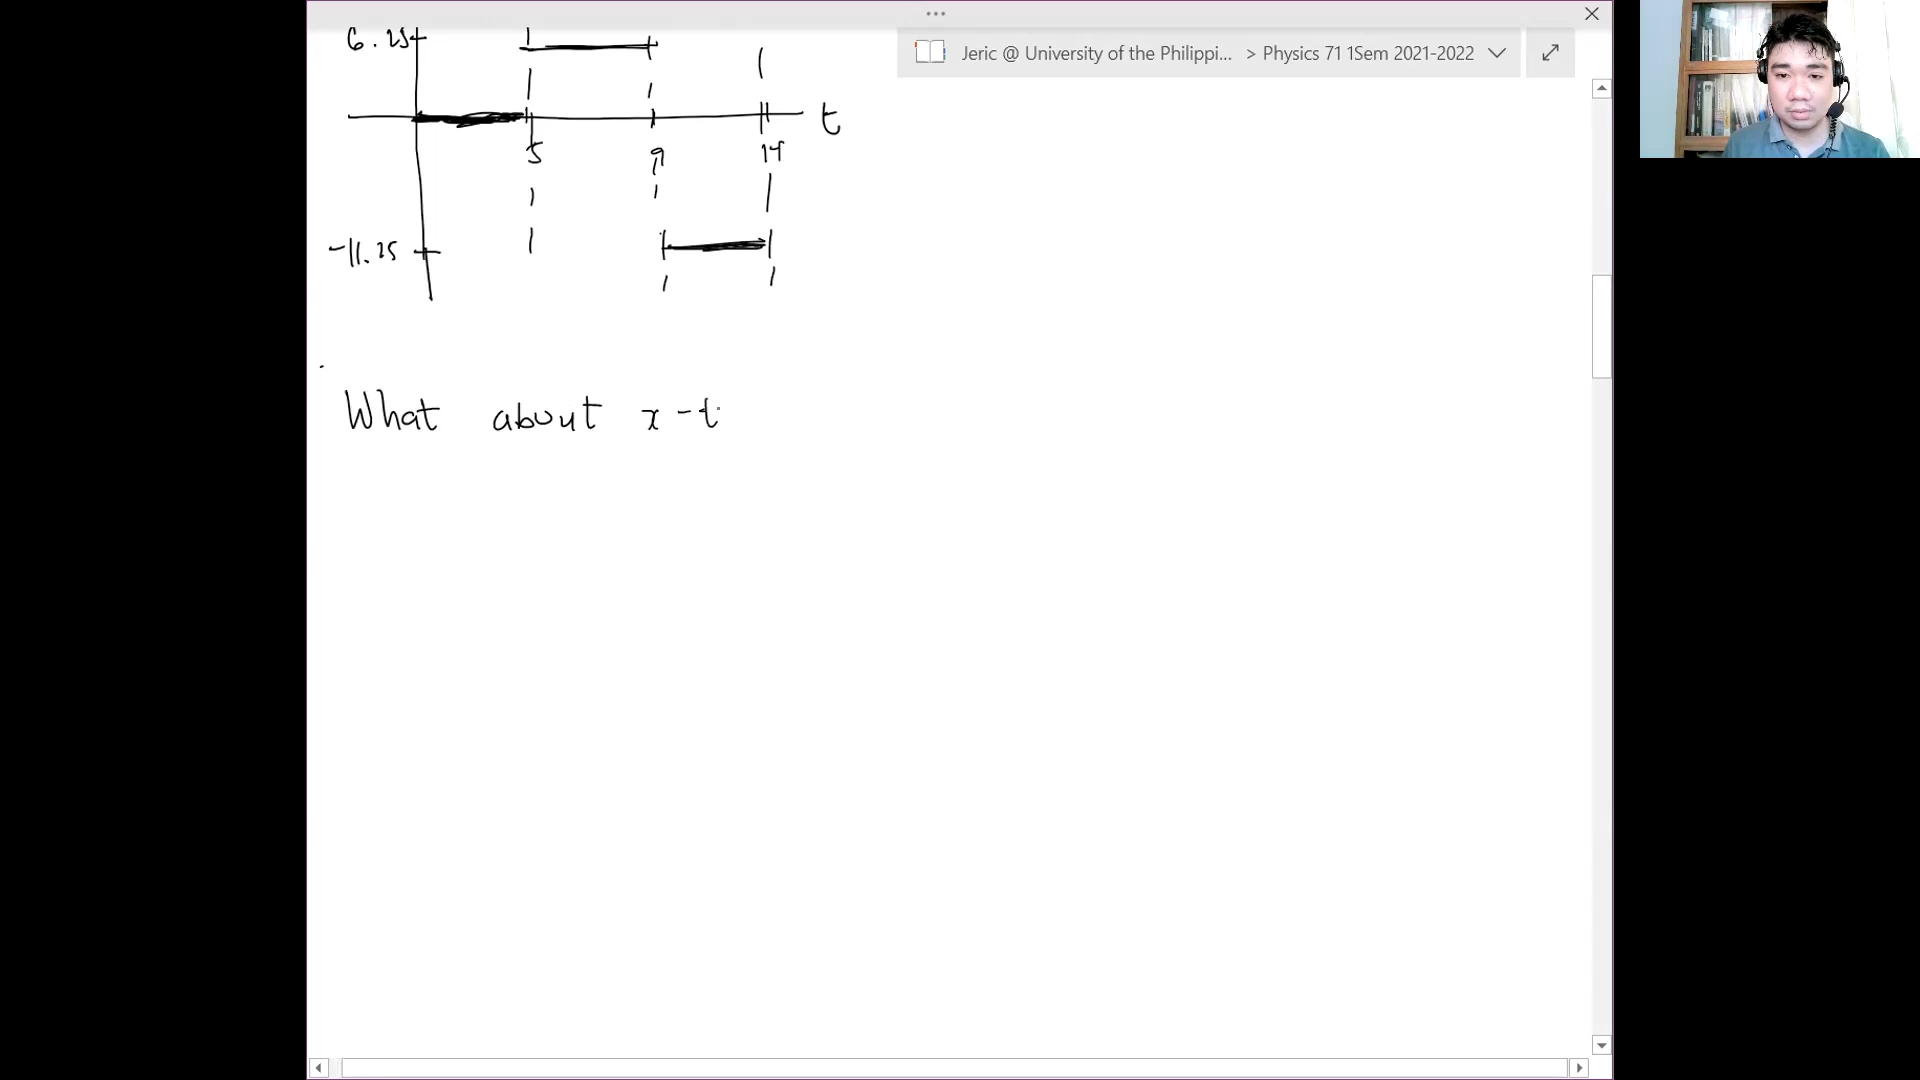 ...
Jeric @ University of the Philippi... > Physics 71 1Sem 2021-2022
6.25
t
5 9 14
-11.25
What about x-t